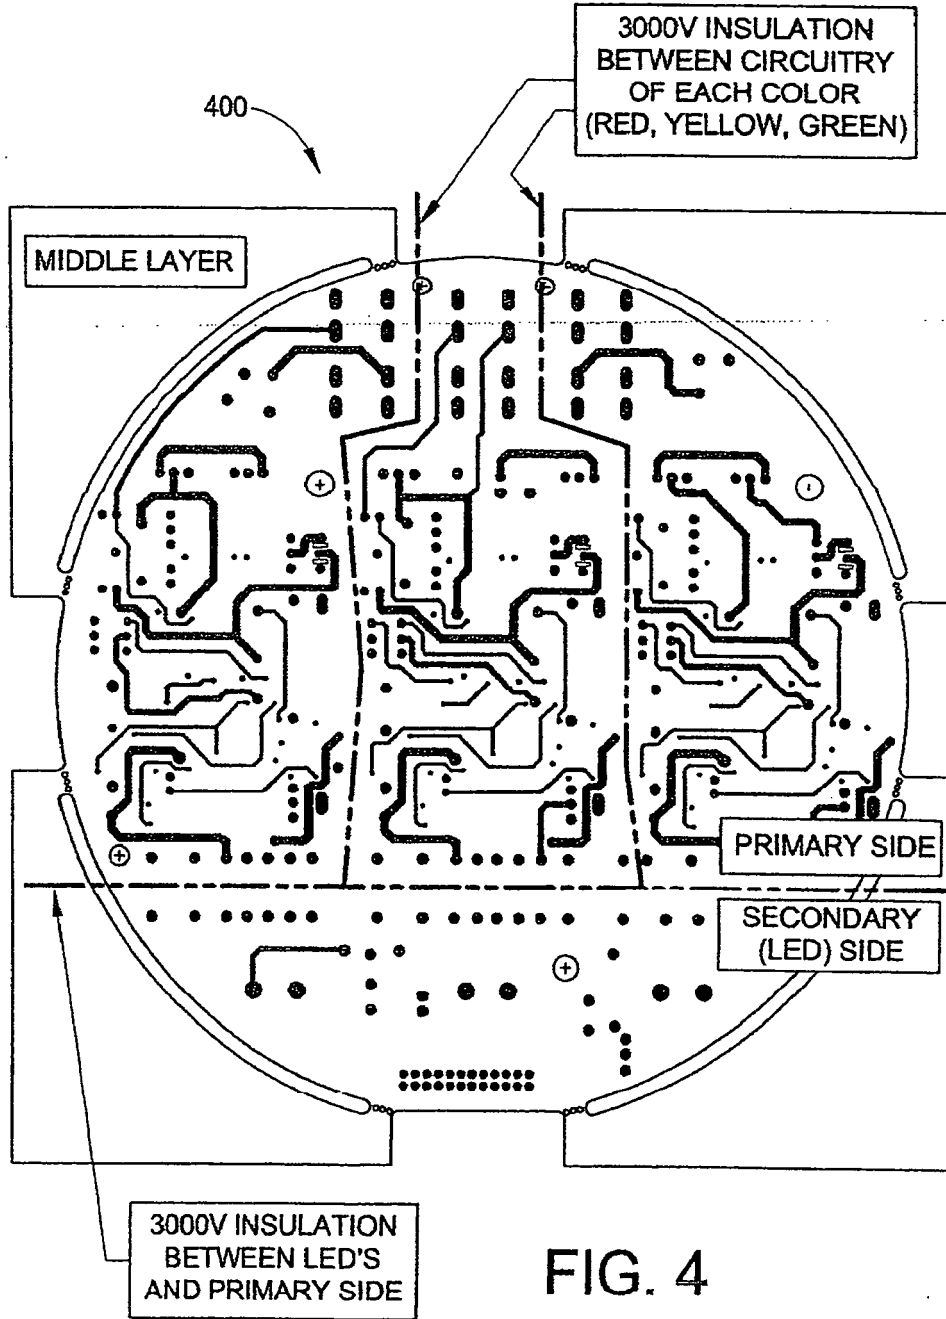 3000V INSULATION
BETWEEN CIRCUITRY
OF EACH COLOR
(RED, YELLOW, GREEN)
400
MIDDLE LAYER
PRIMARY SIDE
SECONDARY
(LED) SIDE
3000V INSULATION
BETWEEN LED'S
AND PRIMARY SIDE
FIG. 4